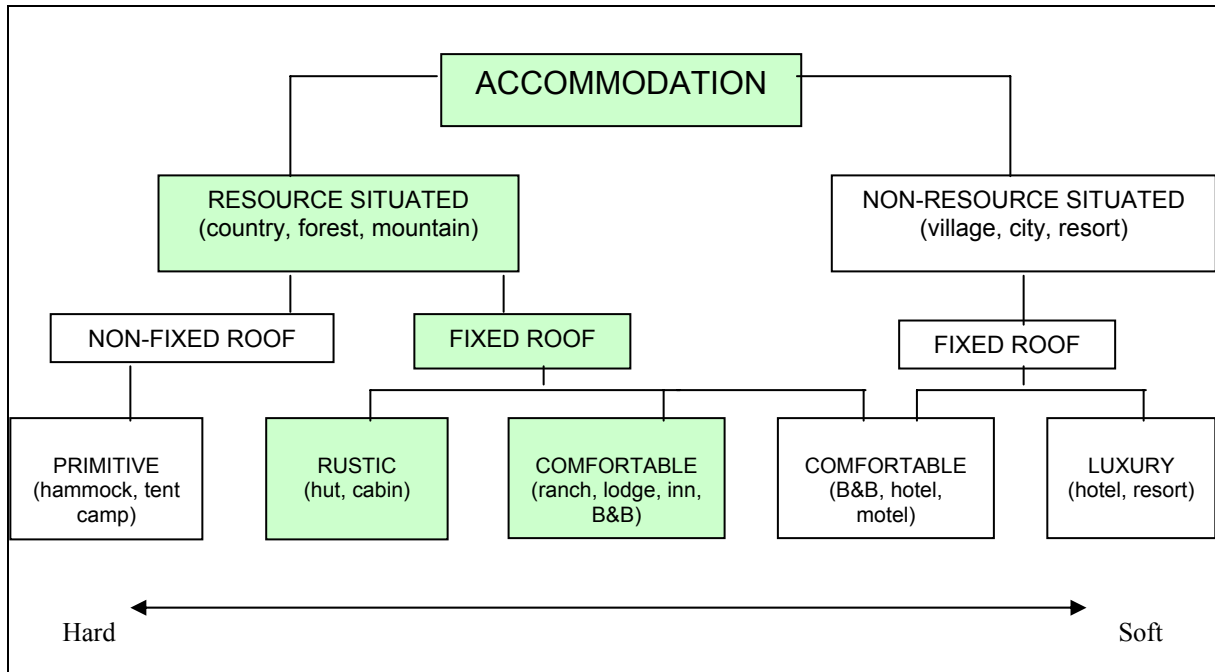 ACCOMMODATION
RESOURCE SITUATED
(country, forest, mountain)
NON-RESOURCE SITUATED
(village, city, resort)
NON-FIXED ROOF
FIXED ROOF
FIXED ROOF
PRIMITIVE
(hammock, tent
camp)
RUSTIC
(hut, cabin)
COMFORTABLE
(ranch, lodge, inn,
B&B)
COMFORTABLE
(B&B, hotel,
motel)
LUXURY
(hotel, resort)
Hard
Soft